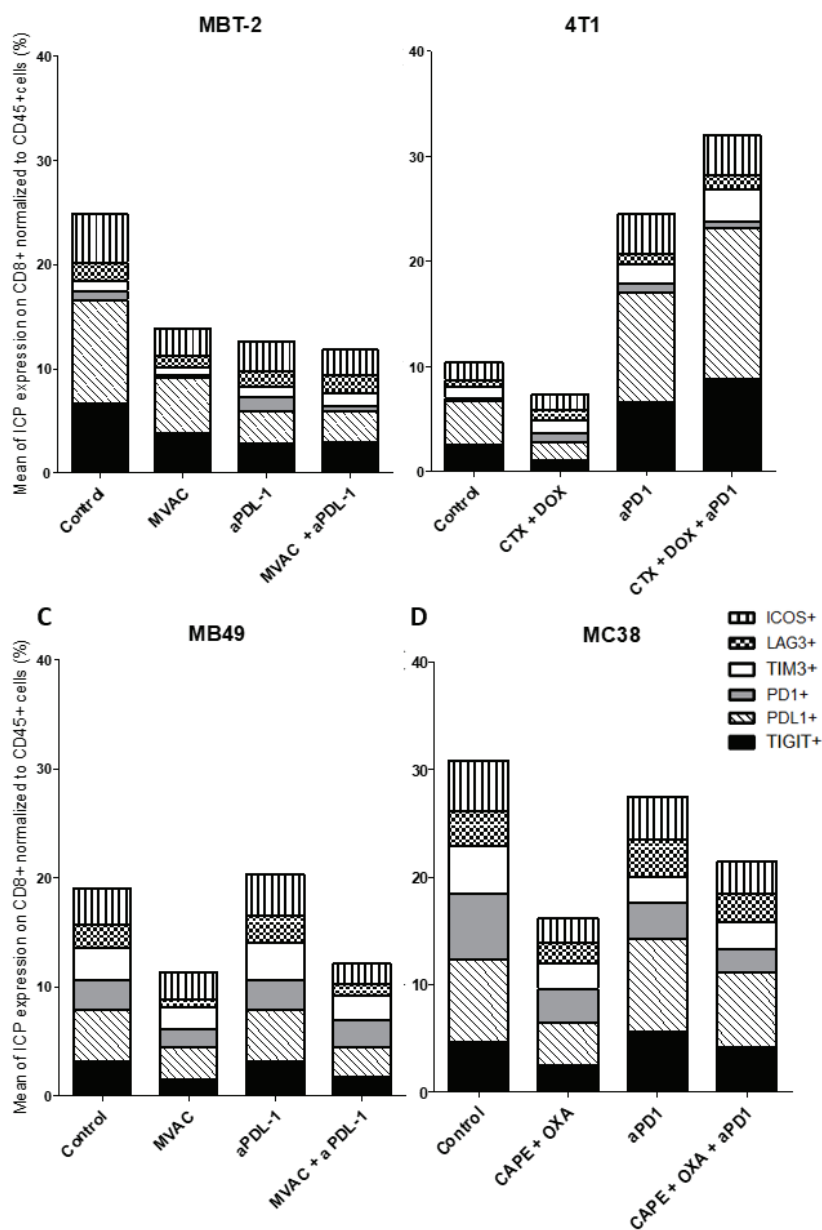 MBT-2
4T1
Mean of ICP expression on CD8+ normalized to CD45+cells (%)
40
30
20
10
0
Control
MVAC
aPDL-1
MVAC + aPDL-1
40
30
20
10
0
Control
CTX + DOX
aPD1
CTX + DOX + aPD1
C
MB49
Mean of ICP expression on CD8+ normalized to CD45+ cells (%)
40
30
20
10
0
Control
MVAC
aPDL-1
MVAC + a PDL-1
D
MC38
40
30
20
10
0
Control
CAPE + OXA
aPD1
CAPE + OXA + aPD1
ICOS+
LAG3+
TIM3+
PD1+
PDL1+
TIGIT+